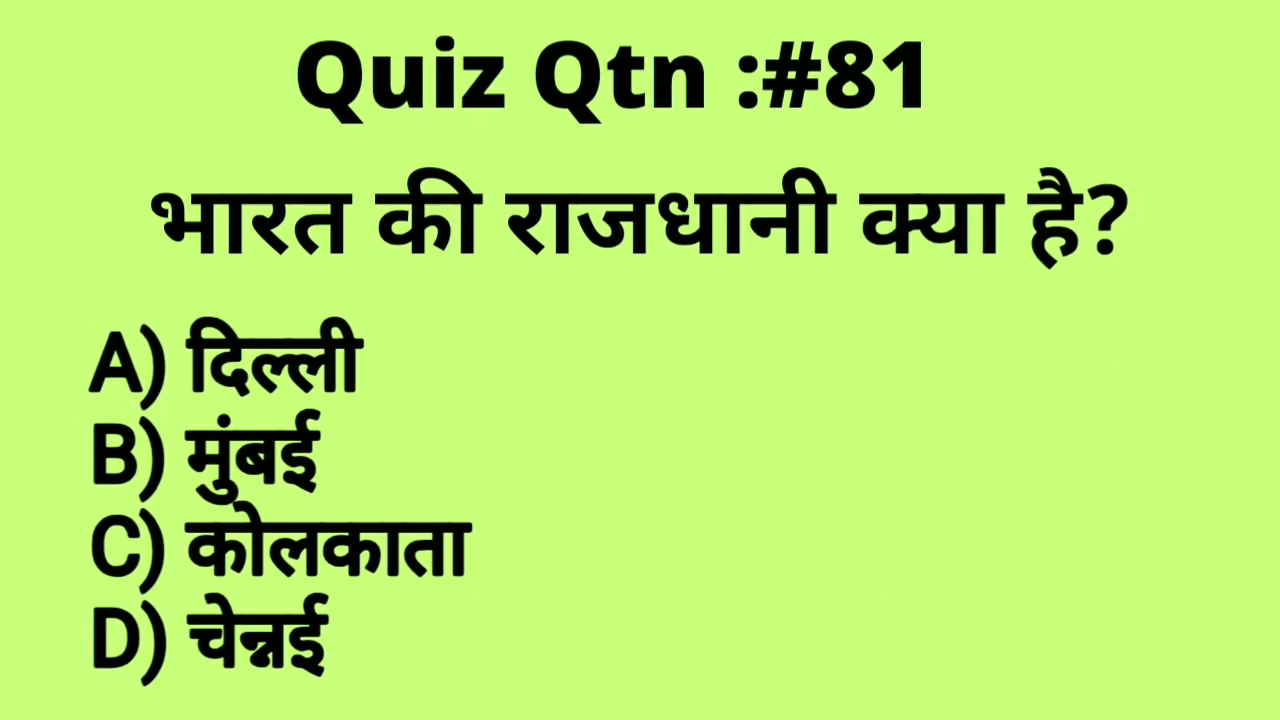 Quiz Qtn :#81
भारत की राजधानी क्या है?
A) दिल्ली
B) मुंबई
C) कोलकाता
D) चेन्नई